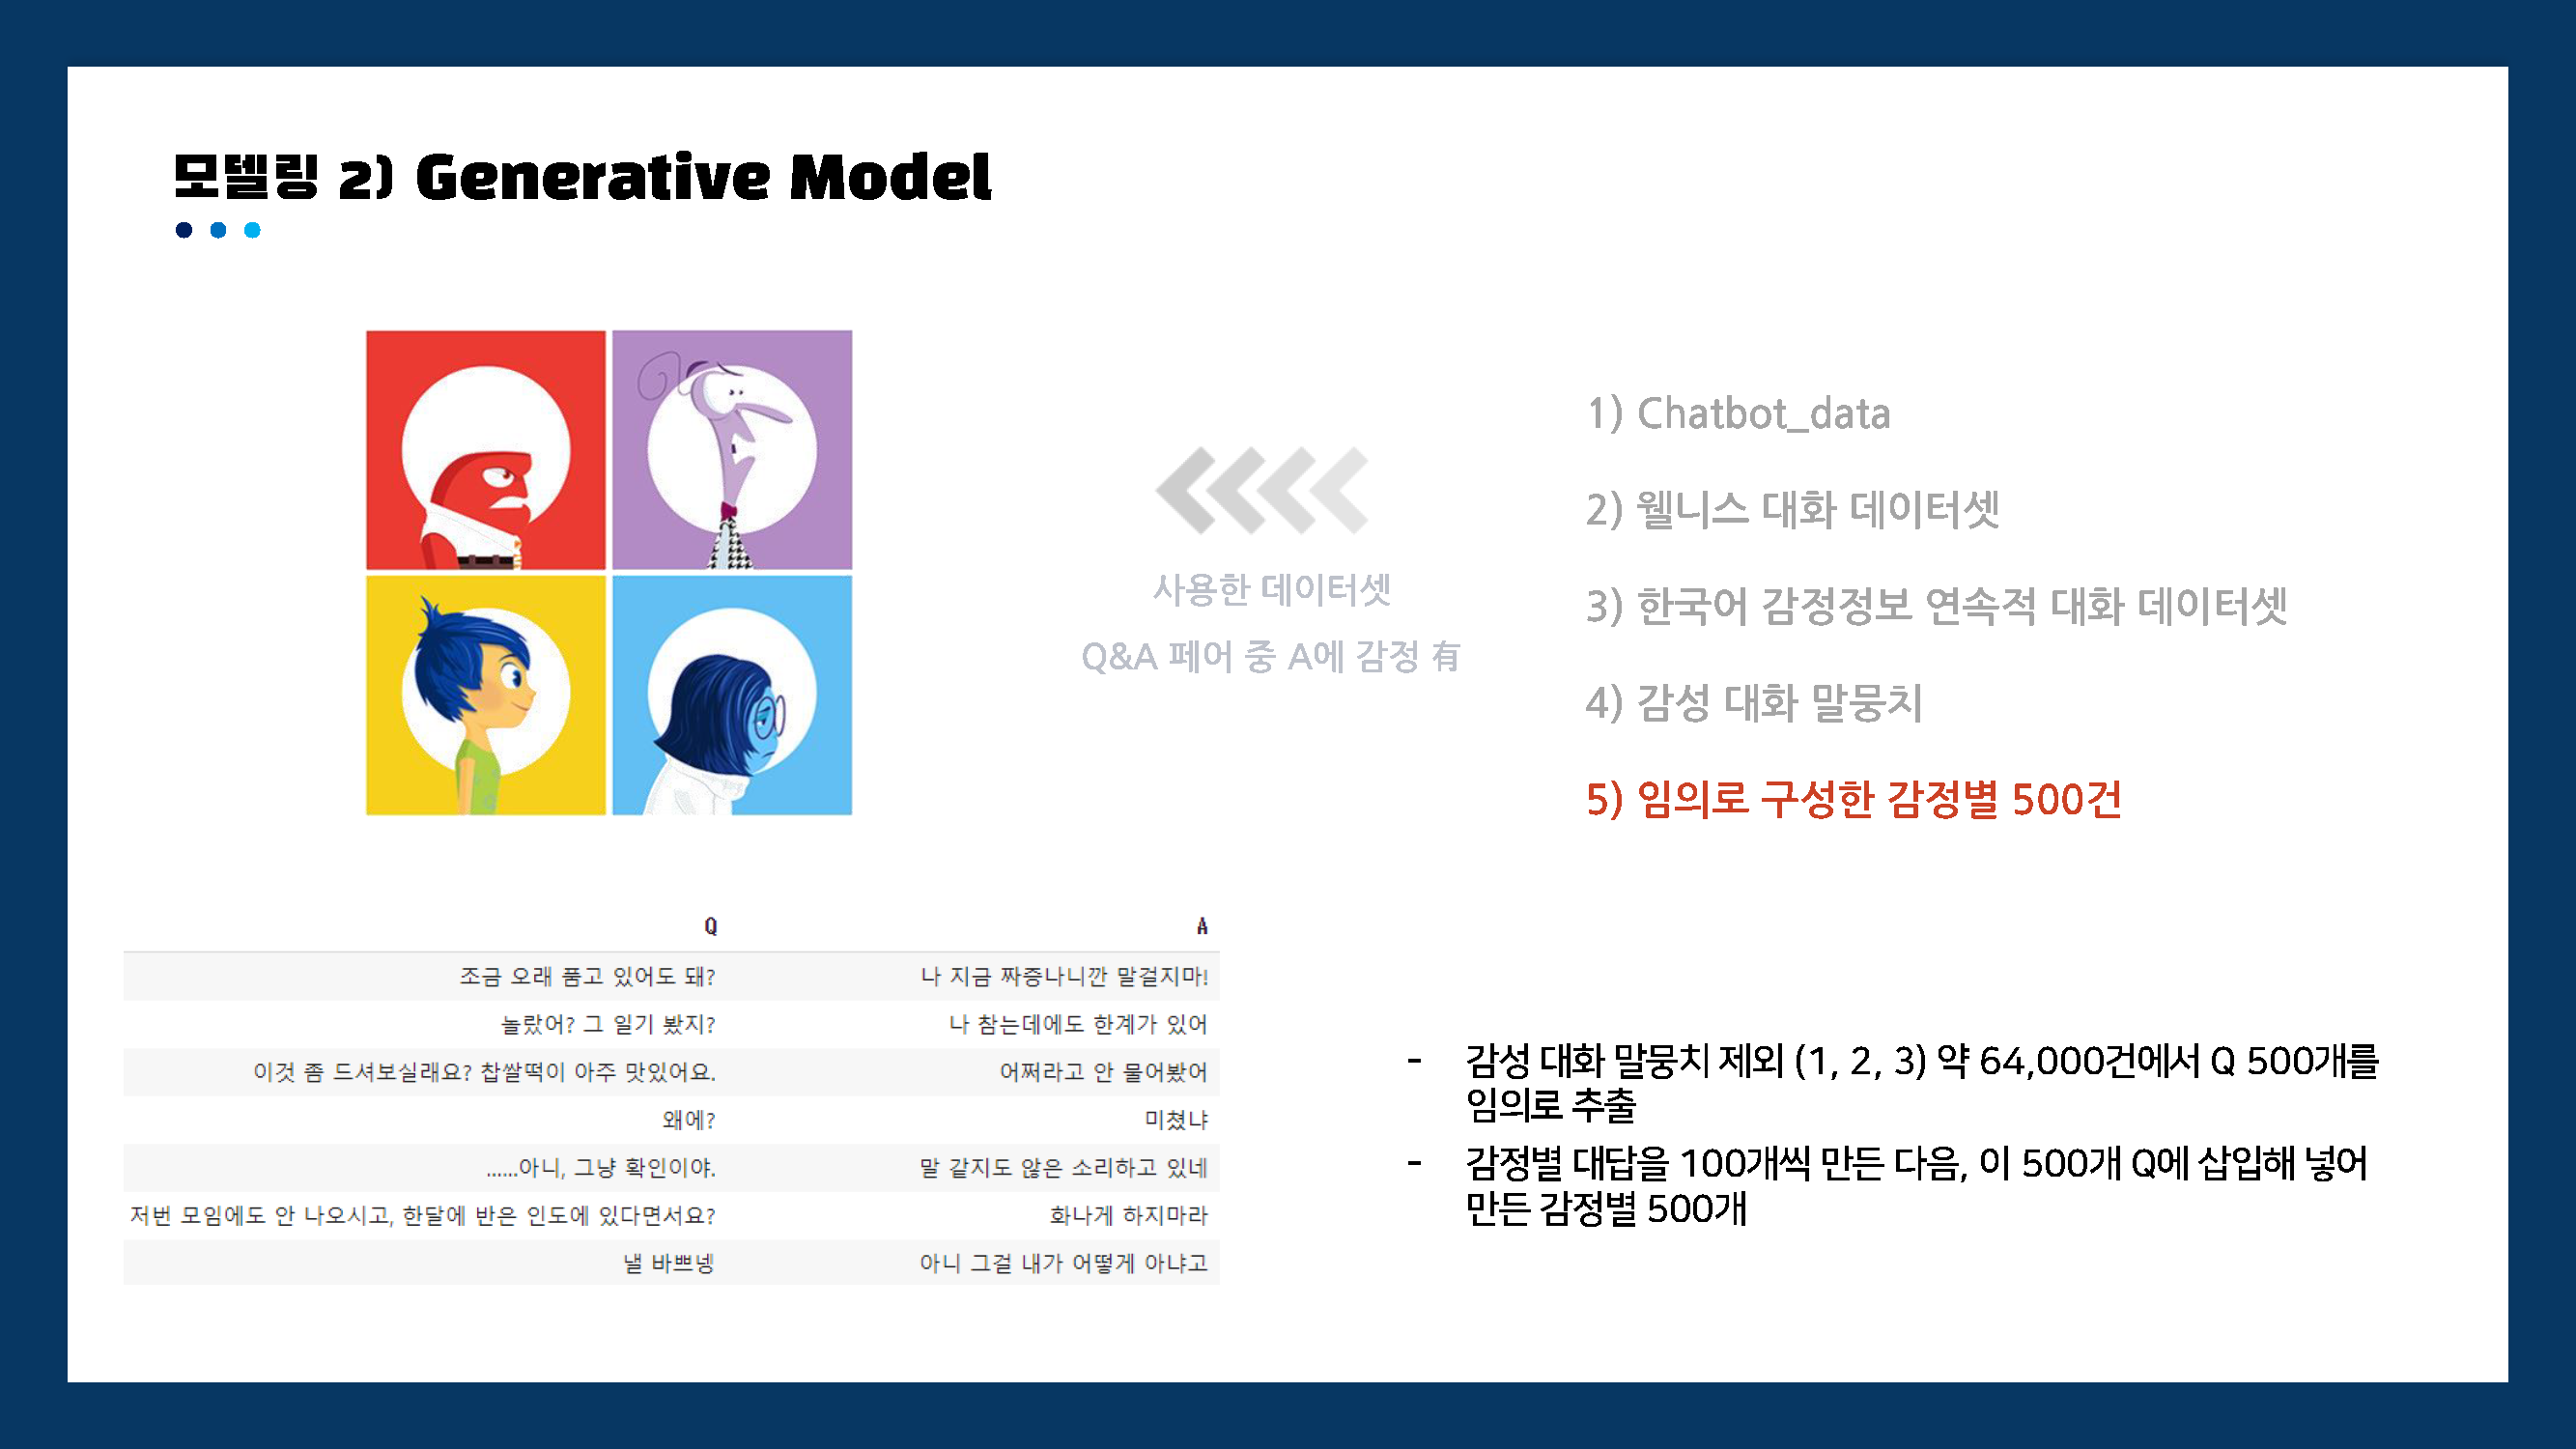 모델링 2) Generative Model
1) Chatbot_data
2) 웰니스 대화 데이터셋
사용한 데이터셋
3) 한국어 감정정보 연속적 대화 데이터셋
Q&A 페어 중 A에 감정 有
4) 감성 대화 말뭉치
5) 임의로 구성한 감정별 500건
Q A
조금 오래 품고 있어도 돼? 나 지금 짜증나니깐 말걸지마!
놀랐어? 그 일기 봤지? 나 참는데에도 한계가 있어
이것 좀 드셔보실래요? 찹쌀떡이 아주 맛있어요. 어쩌라고 안 물어봤어
왜에? 미쳤냐
......아니, 그냥 확인이야. 말 같지도 않은 소리하고 있네
저번 모임에도 안 나오시고, 한달에 반은 인도에 있다면서요? 화나게 하지마라
낼 바쁘넹 아니 그걸 내가 어떻게 아냐고
- 감성 대화 말뭉치 제외 (1, 2, 3) 약 64,000건에서 Q 500개를
임의로 추출
- 감정별 대답을 100개씩 만든 다음, 이 500개 Q에 삽입해 넣어
만든 감정별 500개